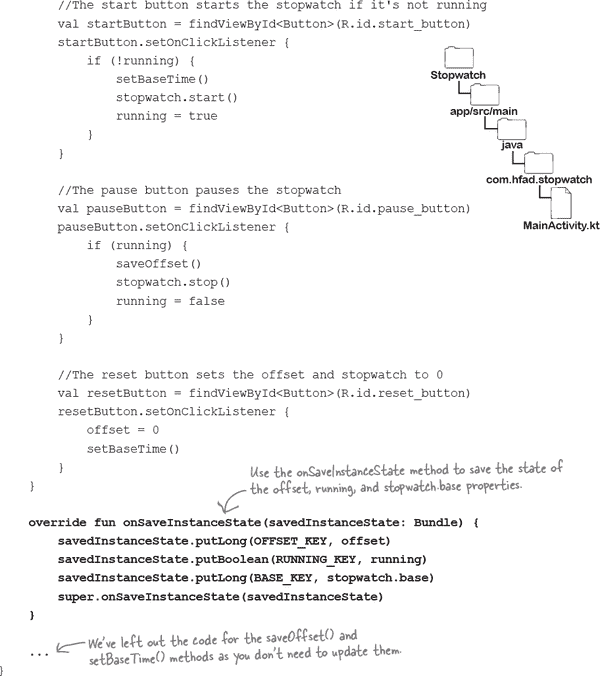 //The start button starts the stopwatch if it's not running
val startButton = findViewById<Button>(R.id.start_button)
startButton.setOnClickListener {
if (!running) {
setBaseTime()
stopwatch.start()
running = true
}
}
Stopwatch
app/src/main
java
com.hfad.stopwatch
MainActivity.kt
//The pause button pauses the stopwatch
val pauseButton = findViewById<Button>(R.id.pause_button)
pauseButton.setOnClickListener {
if (running) {
saveOffset()
stopwatch.stop()
running = false
}
}
//The reset button sets the offset and stopwatch to 0
val resetButton = findViewById<Button>(R.id.reset_button)
resetButton.setOnClickListener {
offset = 0
setBaseTime()
}
}
Use the onSaveInstanceState method to save the state of
the offset, running, and stopwatch.base properties.
override fun onSaveInstanceState(savedInstanceState: Bundle) {
savedInstanceState.putLong(OFFSET_KEY, offset)
savedInstanceState.putBoolean(RUNNING_KEY, running)
savedInstanceState.putLong(BASE_KEY, stopwatch.base)
super.onSaveInstanceState(savedInstanceState)
}
...
We've left out the code for the saveOffset() and
setBaseTime() methods as you don't need to update them.
}